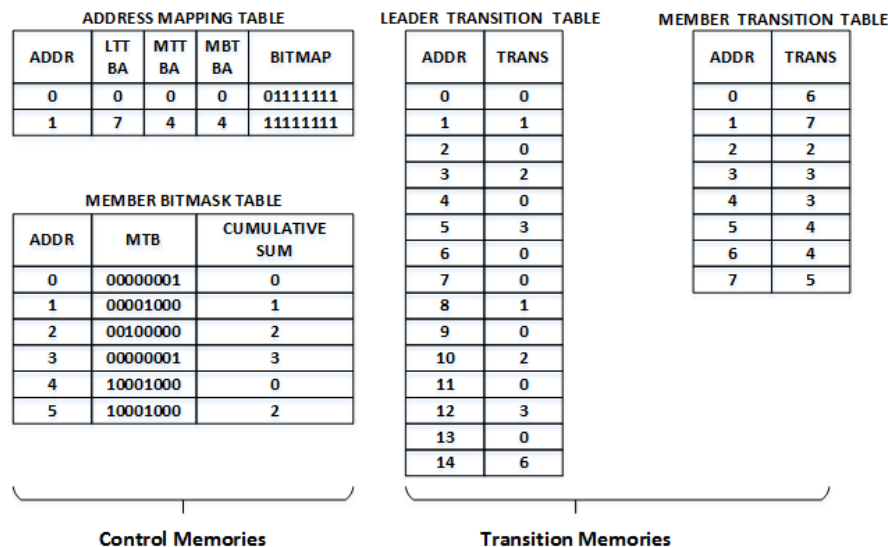 ADDRESS MAPPING TABLE
ADDR LTT BA MTT BA MBT BA BITMAP
0 0 0 0 01111111
1 7 4 4 11111111
MEMBER BITMASK TABLE
ADDR MTB CUMULATIVE SUM
0 00000001 0
1 00001000 1
2 00100000 2
3 00000001 3
4 10001000 0
5 10001000 2
Control Memories
LEADER TRANSITION TABLE
ADDR TRANS
0 0
1 1
2 0
3 2
4 0
5 3
6 0
7 0
8 1
9 0
10 2
11 0
12 3
13 0
14 6
MEMBER TRANSITION TABLE
ADDR TRANS
0 6
1 7
2 2
3 3
4 3
5 4
6 4
7 5
Transition Memories